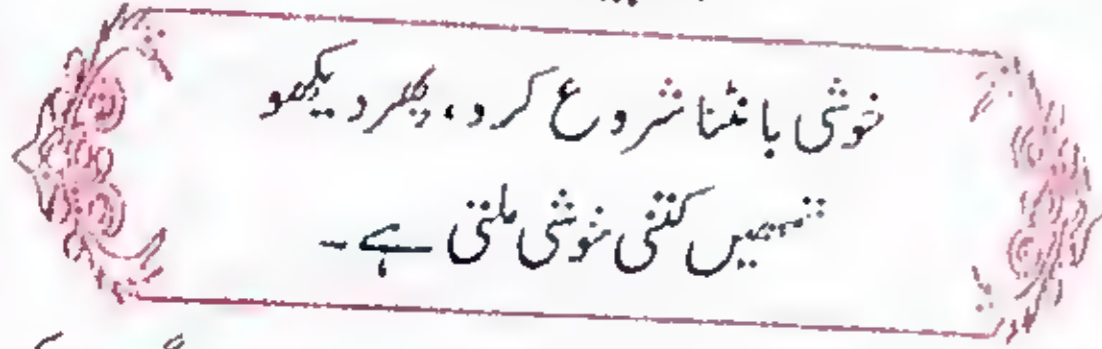 خوشی بانٹنا شروع کرو، پھر دیکھو
تمہیں کتنی خوشی ملتی ہے۔